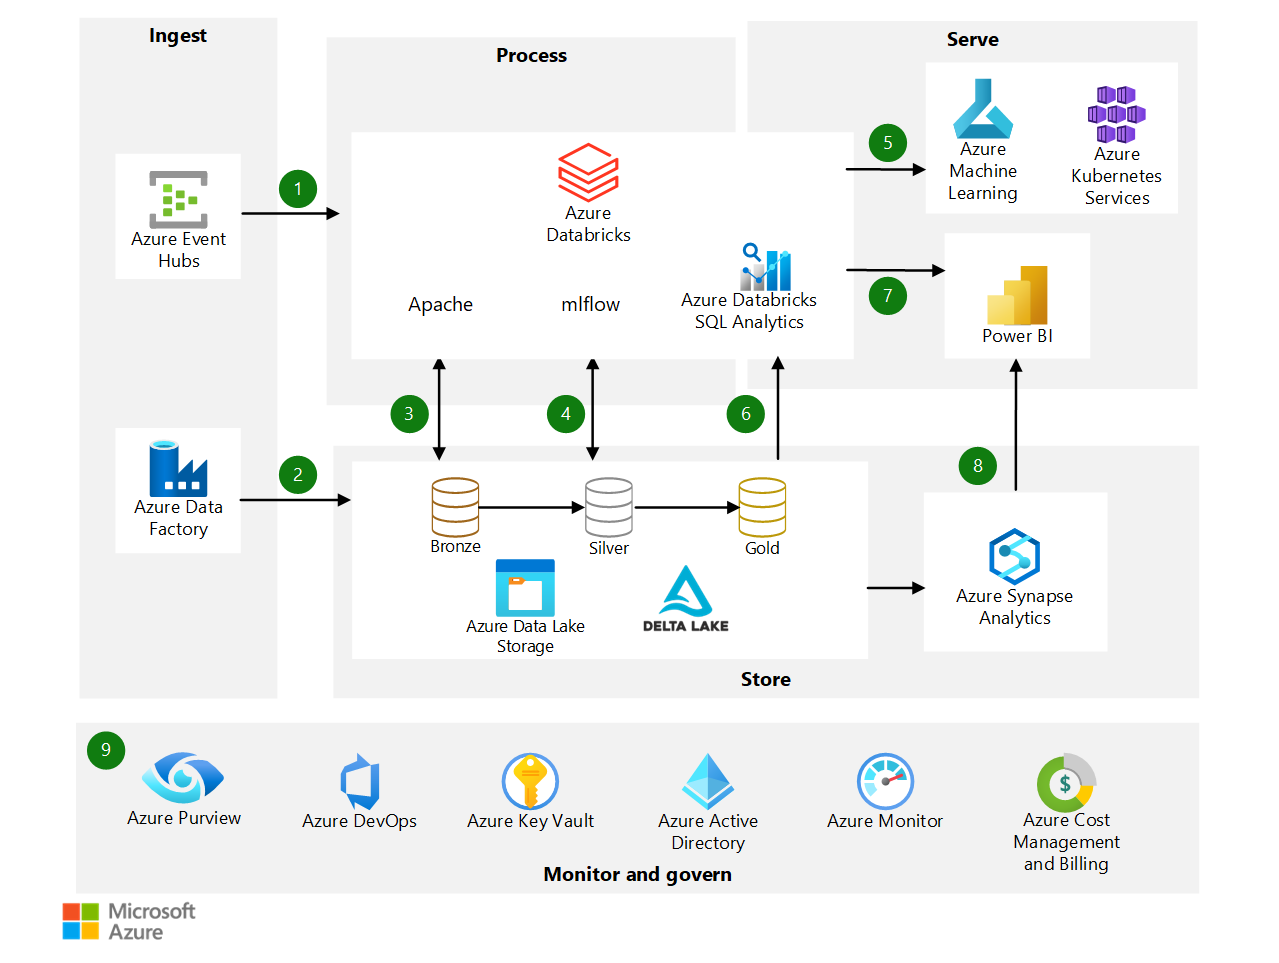 Ingest
Process
Serve
Azure
Machine
Learning
Azure
Kubernetes
Services
5
1
Azure Event
Hubs
Azure
Databricks
Apache
mlflow
Azure Databricks
SQL Analytics
7
Power BI
3
4
6
2
Azure Data
Factory
8
Bronze
Silver
Gold
Azure Data Lake
Storage
DELTA LAKE
Azure Synapse
Analytics
Store
9
Azure Purview
Azure DevOps
Azure Key Vault
Azure Active
Directory
Azure Monitor
$
Azure Cost
Management
and Billing
Monitor and govern
Microsoft
Azure